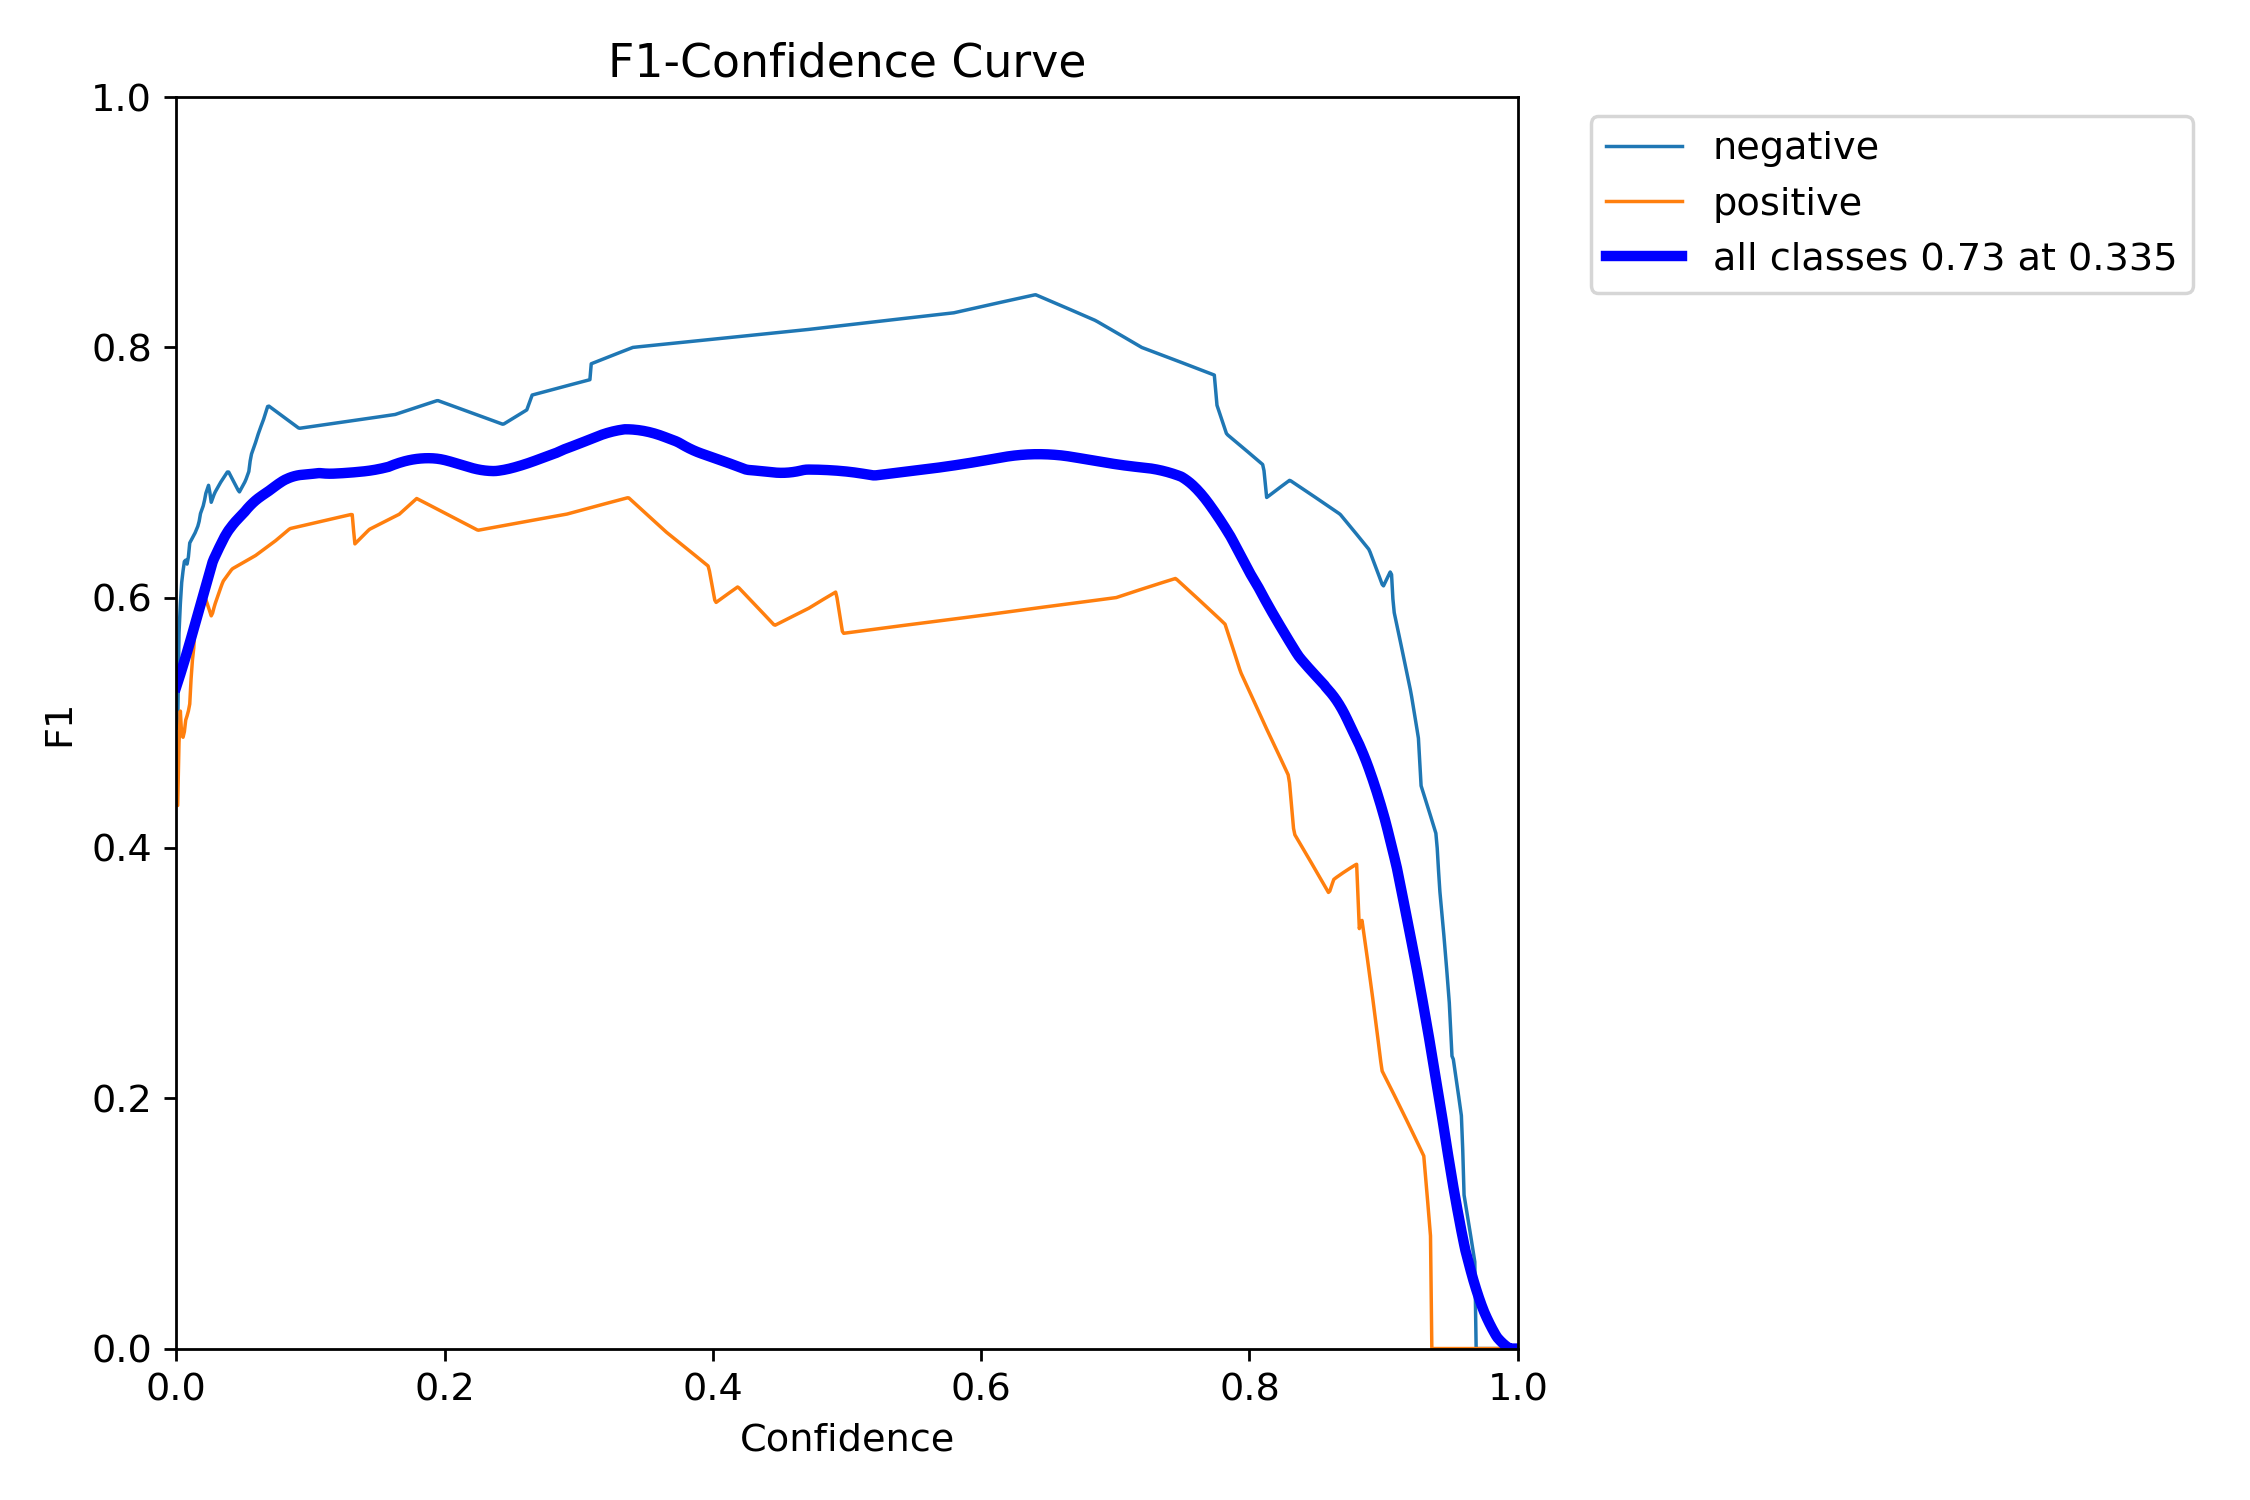 F1-Confidence Curve
1.0
0.8
0.6
0.4
0.2
0.0
F1
0.0 0.2 0.4 0.6 0.8 1.0
Confidence
negative
positive
all classes 0.73 at 0.335